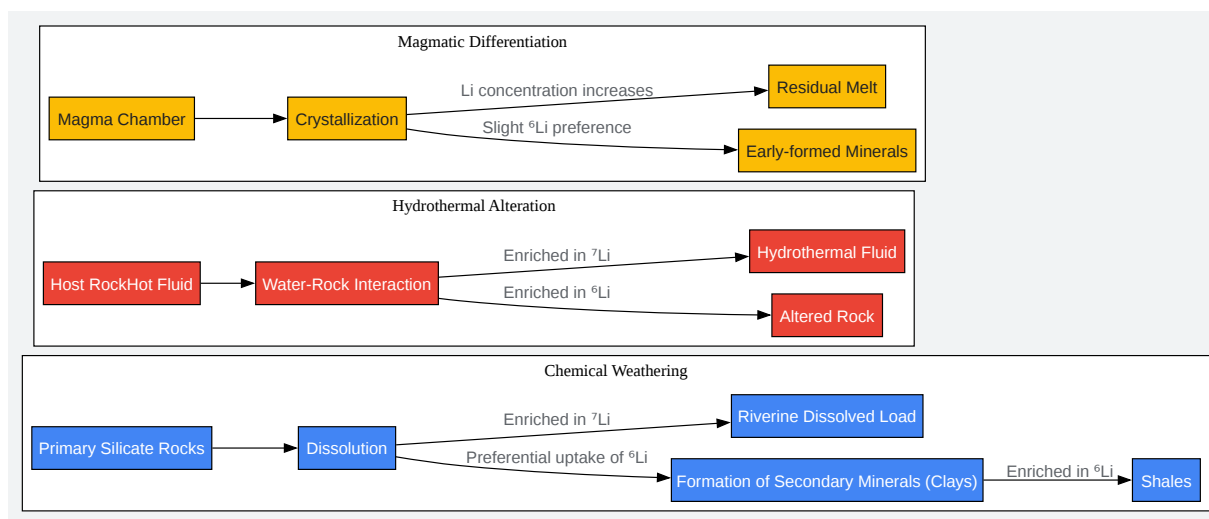 Magmatic Differentiation
Magma Chamber
Crystallization
Li concentration increases
Residual Melt
Slight ⁶Li preference
Early-formed Minerals
Hydrothermal Alteration
Host RockHot Fluid
Water-Rock Interaction
Enriched in ⁷Li
Hydrothermal Fluid
Enriched in ⁶Li
Altered Rock
Chemical Weathering
Primary Silicate Rocks
Dissolution
Enriched in ⁷Li
Riverine Dissolved Load
Preferential uptake of ⁶Li
Formation of Secondary Minerals (Clays)
Enriched in ⁶Li
Shales